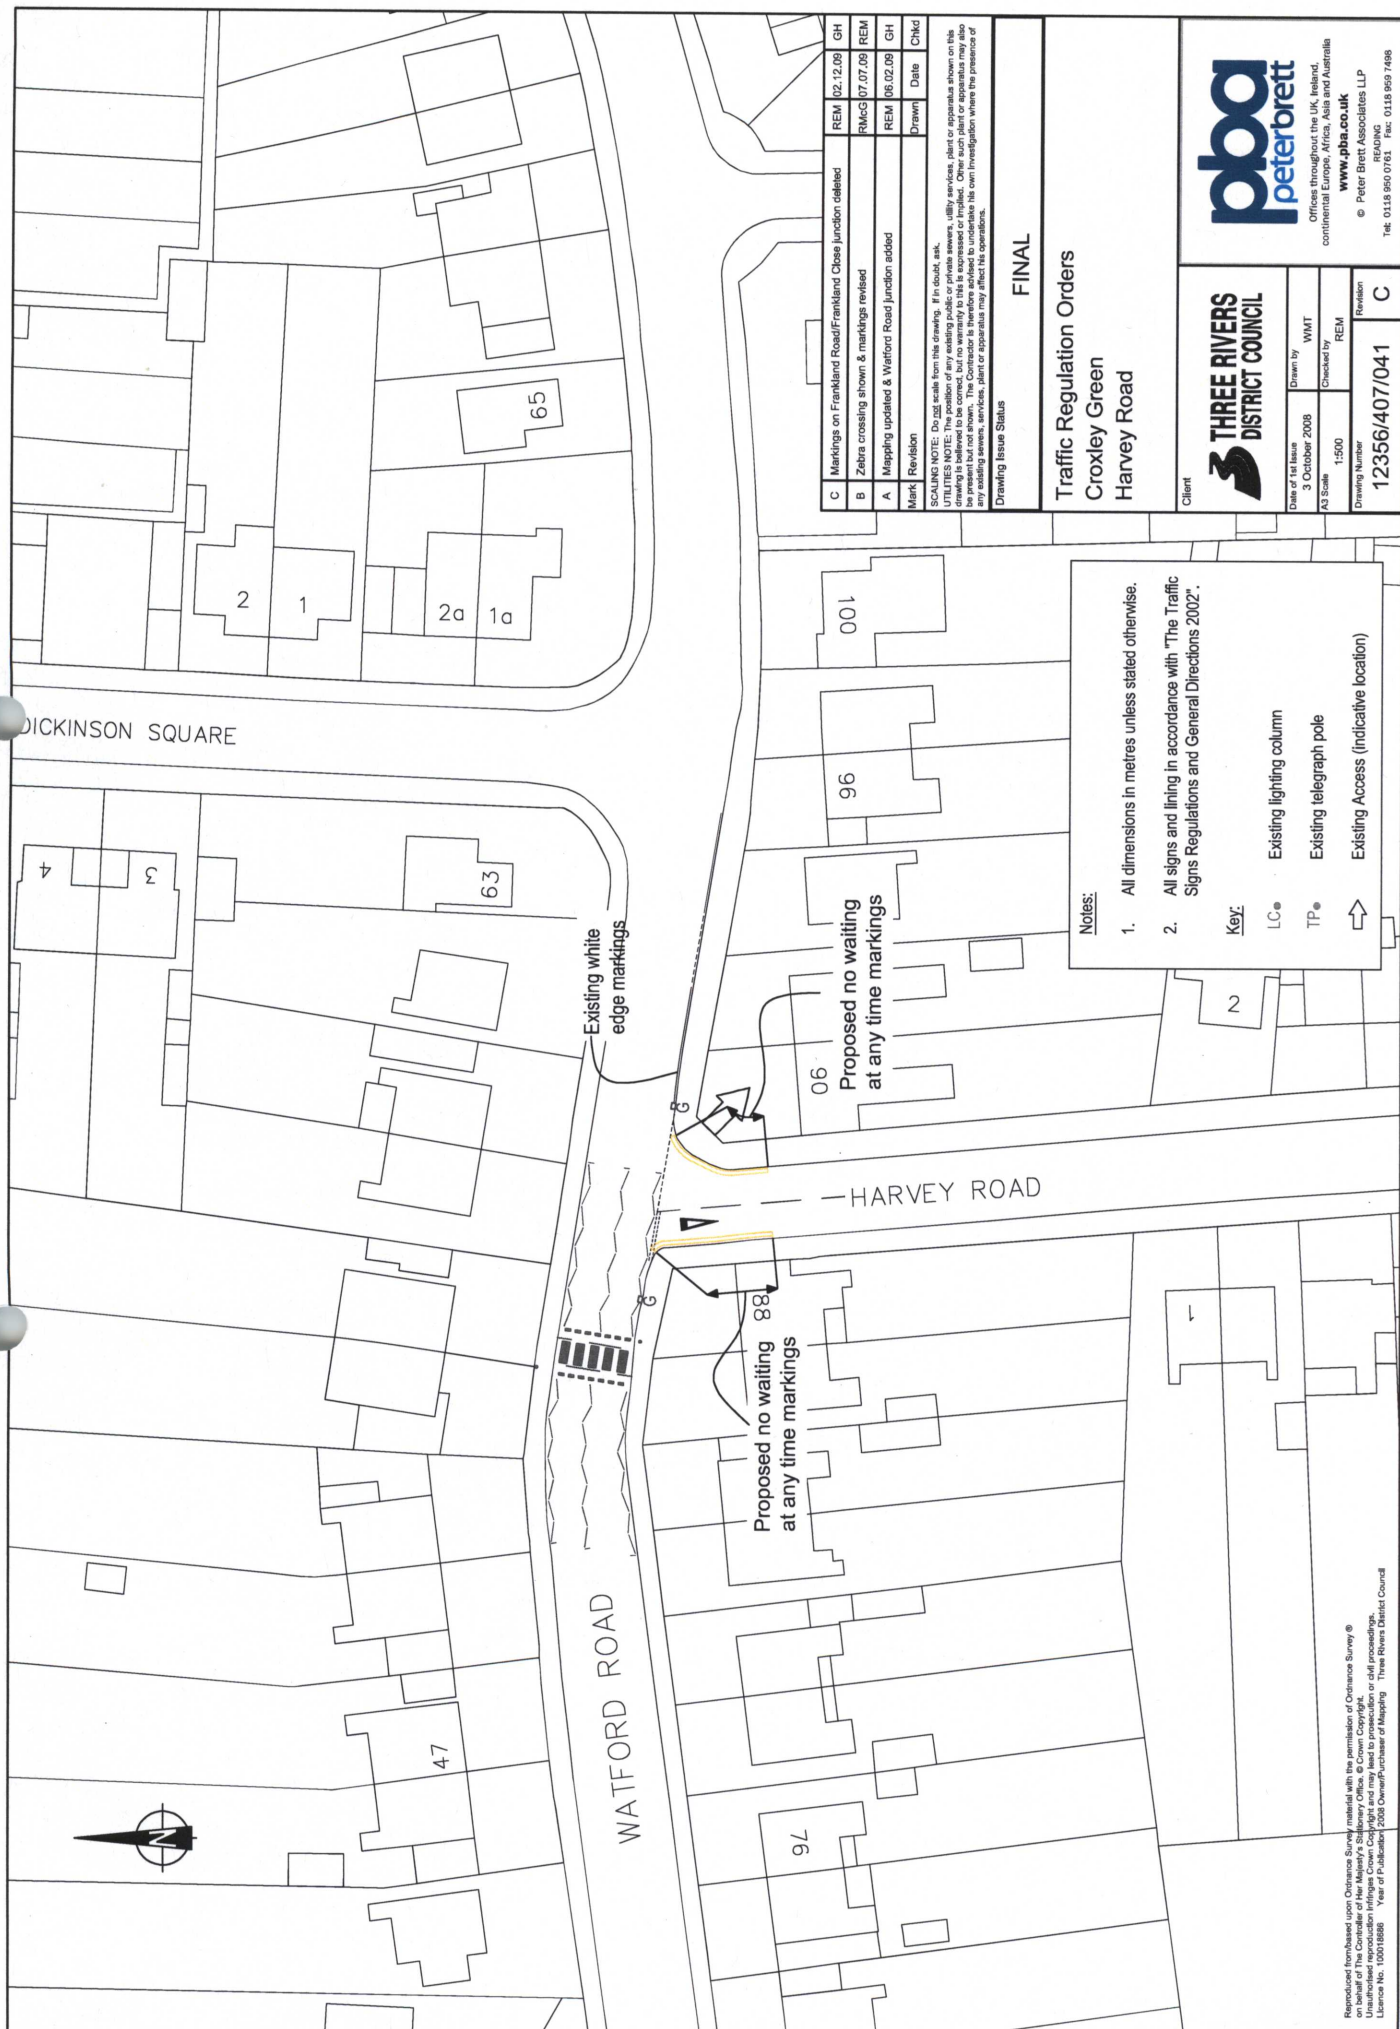 DICKINSON SQUARE
WATFORD ROAD
HARVEY ROAD
4
3
2
1
2a
1a
65
63
47
N
Existing white
edge markings
100
96
90
88
76
2
1
G
G
Proposed no waiting
at any time markings
Proposed no waiting
at any time markings
Notes:
1. All dimensions in metres unless stated otherwise.
2. All signs and lining in accordance with "The Traffic
Signs Regulations and General Directions 2002".
Key:
LC Existing lighting column
TP Existing telegraph pole
Existing Access (indicative location)
C Markings on Frankland Road/Frankland Close junction deleted REM 02.12.09 GH
B Zebra crossing shown & markings revised RMcG 07.07.09 REM
A Mapping updated & Watford Road junction added REM 06.02.09 GH
Mark Revision Drawn Date Chkd
SCALING NOTE: Do not scale from this drawing. If in doubt, ask.
UTILITIES NOTE: The position of any existing public or private sewers, utility services, plant or apparatus shown on this
drawing is believed to be correct, but no warranty to this is expressed or implied. Other such plant or apparatus may also
be present but not shown. The Contractor is therefore advised to undertake his own investigation where the presence of
any existing sewers, services, plant or apparatus may affect his operations.
Drawing Issue Status
FINAL
Traffic Regulation Orders
Croxley Green
Harvey Road
Client
THREE RIVERS
DISTRICT COUNCIL
pba
peterbrett
Offices throughout the UK, Ireland,
continental Europe, Africa, Asia and Australia
www.pba.co.uk
© Peter Brett Associates LLP
READING
Tel: 0118 950 0761 Fax: 0118 959 7498
Date of 1st Issue
3 October 2008
Drawn by
WMT
A3 Scale
1:500
Checked by
REM
Drawing Number
12356/407/041
Revision
C
Reproduced from/based upon Ordnance Survey material with the permission of Ordnance Survey ®
on behalf of The Controller of Her Majesty's Stationery Office. © Crown Copyright.
Unauthorised reproduction infringes Crown Copyright and may lead to prosecution or civil proceedings.
Licence No. 100018686 Year of Publication 2008 Owner/Purchaser of Mapping Three Rivers District Council